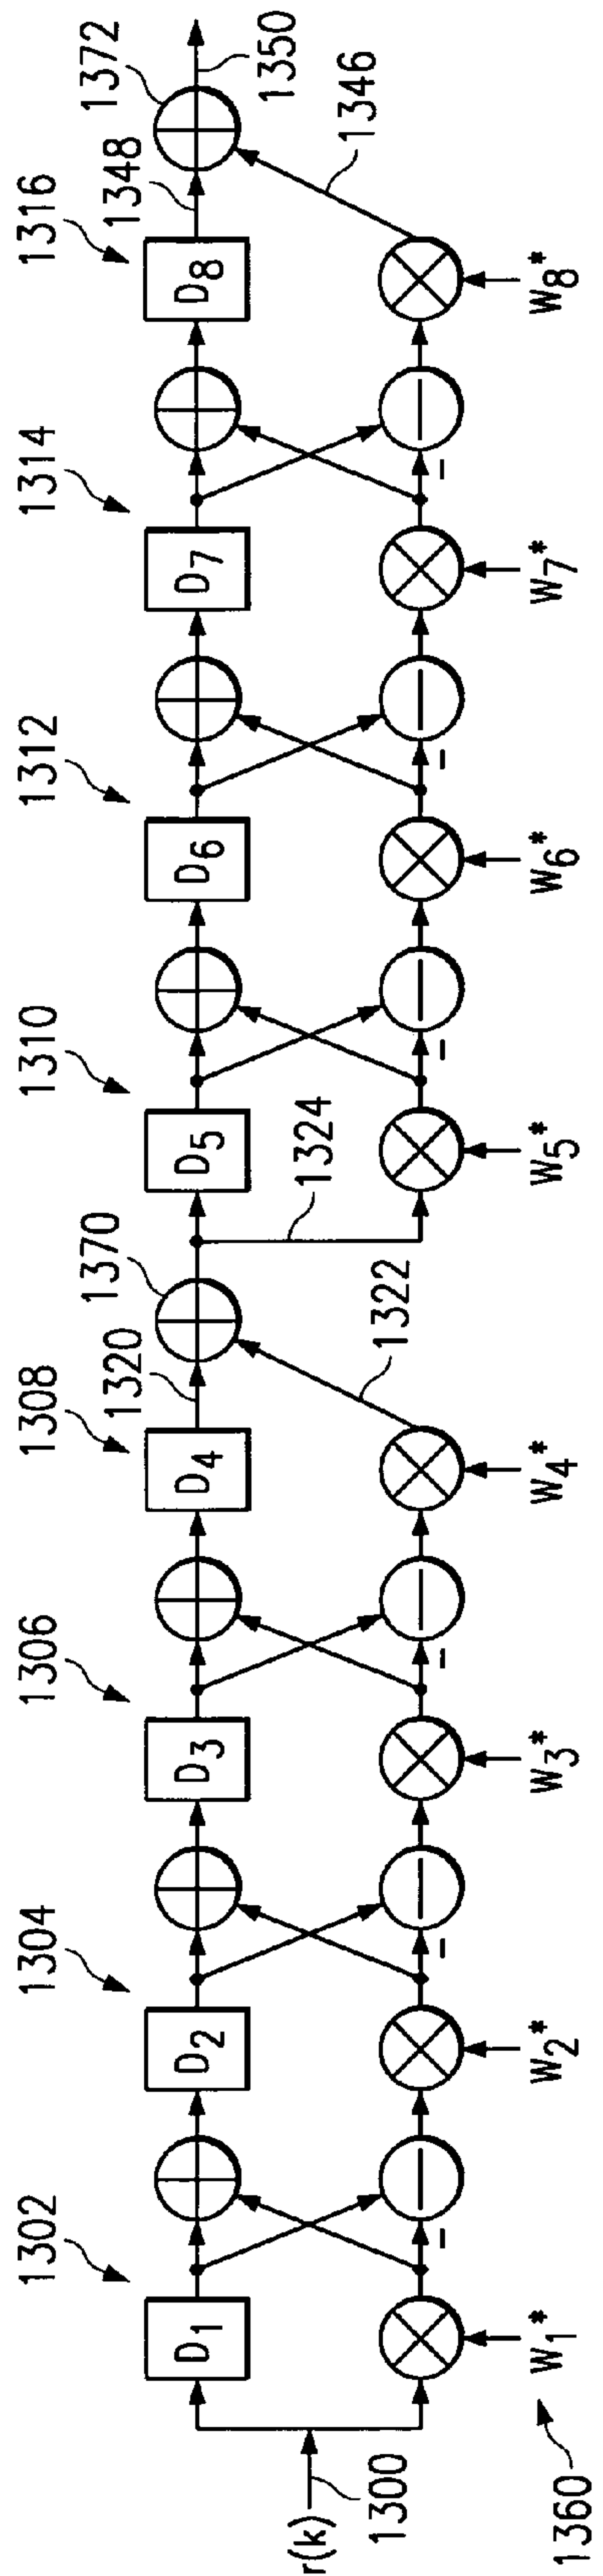 1302 1304 1306 1308 1310 1312 1314 1316
1370 1372
1320 1348
1350
D1 D2 D3 D4 D5 D6 D7 D8
r(k)
1300
1324
1322 1346
− − − − − −
W1* W2* W3* W4* W5* W6* W7* W8*
1360